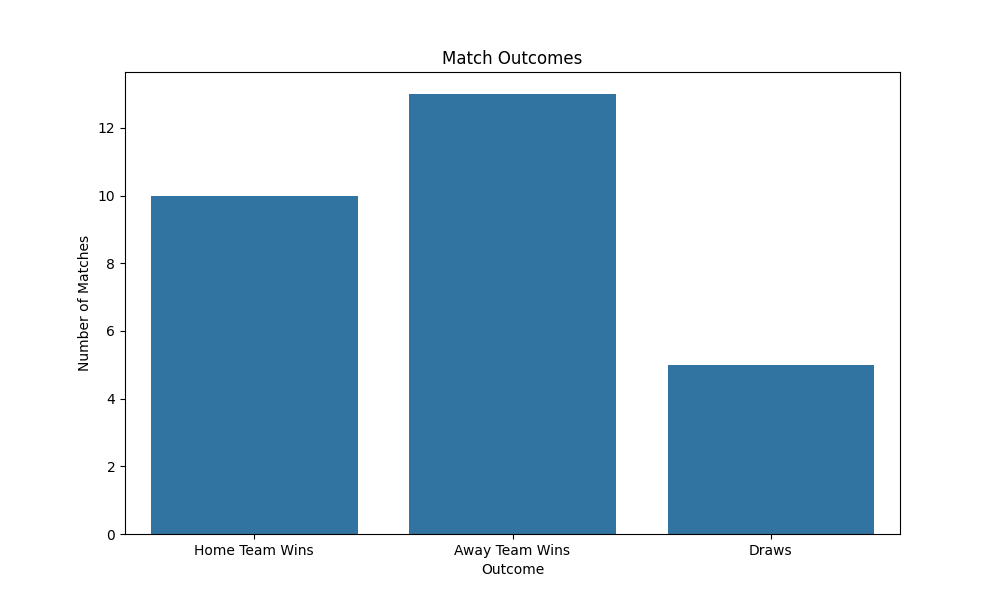 Match Outcomes
Number of Matches
12
10
8
6
4
2
0
Home Team Wins
Away Team Wins
Draws
Outcome